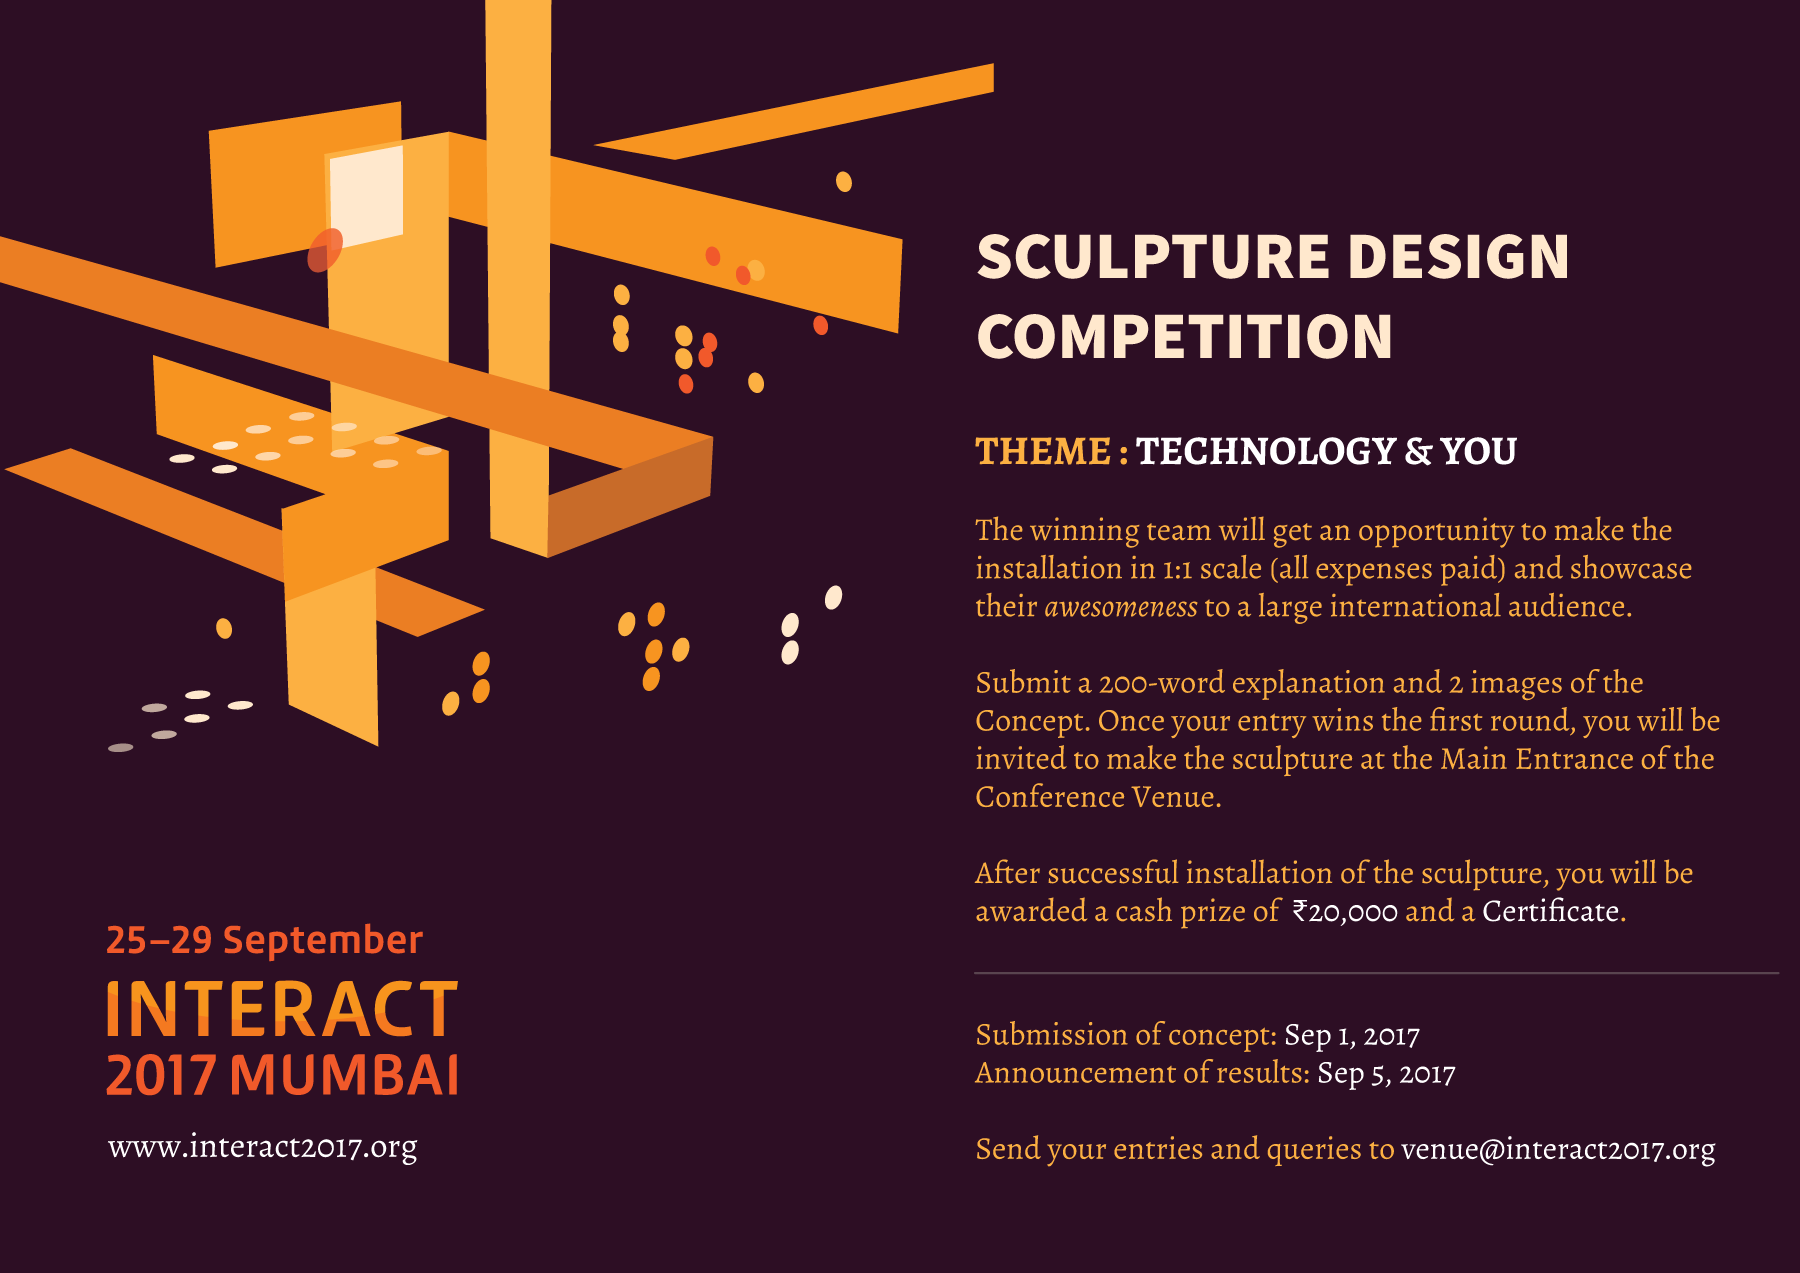 SCULPTURE DESIGN
COMPETITION
THEME : TECHNOLOGY & YOU
The winning team will get an opportunity to make the
installation in 1:1 scale (all expenses paid) and showcase
their awesomeness to a large international audience.
Submit a 200-word explanation and 2 images of the
Concept. Once your entry wins the first round, you will be
invited to make the sculpture at the Main Entrance of the
Conference Venue.
After successful installation of the sculpture, you will be
awarded a cash prize of ₹20,000 and a Certificate.
Submission of concept: Sep 1, 2017
Announcement of results: Sep 5, 2017
Send your entries and queries to venue@interact2017.org
25–29 September
INTERACT
2017 MUMBAI
www.interact2017.org